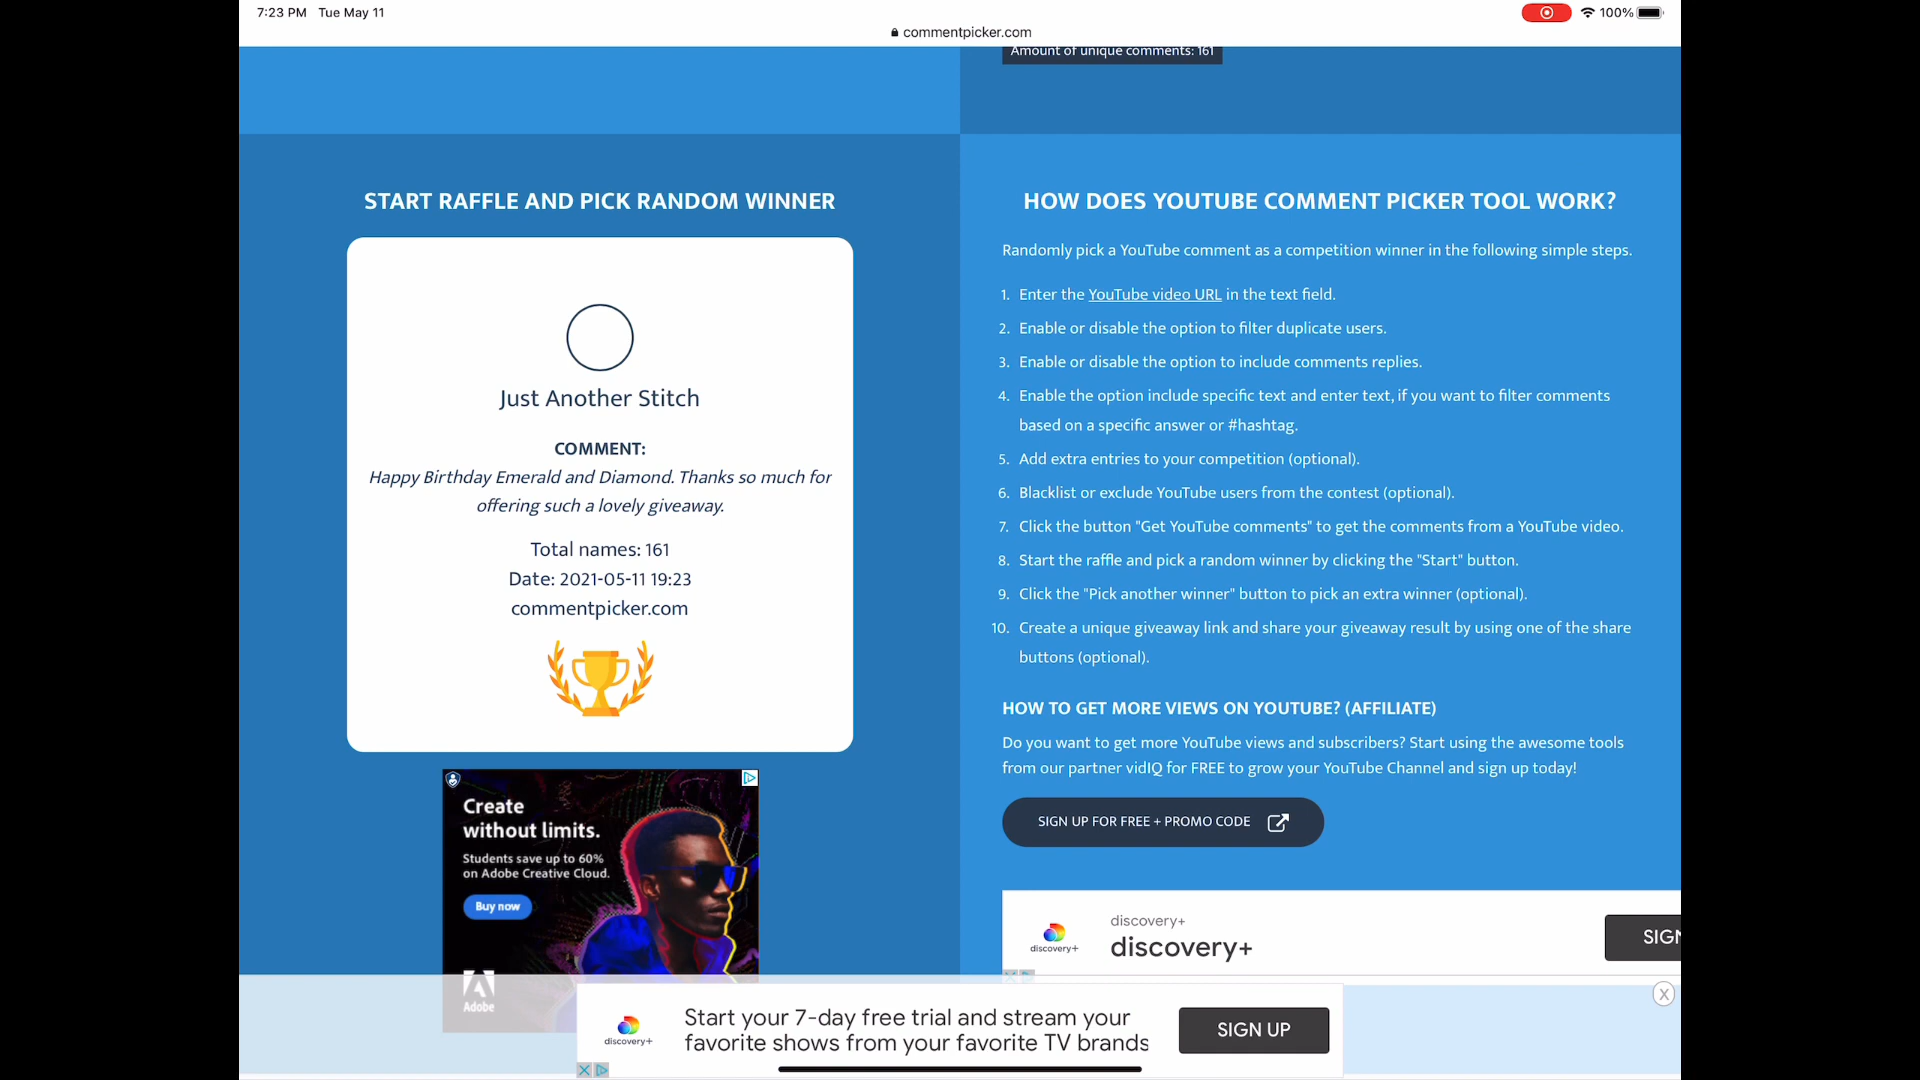 7:23 PM Tue May 11
100%
commentpicker.com
Amount of unique comments: 161
START RAFFLE AND PICK RANDOM WINNER
Just Another Stitch
COMMENT:
Happy Birthday Emerald and Diamond. Thanks so much for
offering such a lovely giveaway.
Total names: 161
Date: 2021-05-11 19:23
commentpicker.com
Create
without limits.
Students save up to 60%
on Adobe Creative Cloud.
Buy now
Adobe
HOW DOES YOUTUBE COMMENT PICKER TOOL WORK?
Randomly pick a YouTube comment as a competition winner in the following simple steps.
1. Enter the YouTube video URL in the text field.
2. Enable or disable the option to filter duplicate users.
3. Enable or disable the option to include comments replies.
4. Enable the option include specific text and enter text, if you want to filter comments
based on a specific answer or #hashtag.
5. Add extra entries to your competition (optional).
6. Blacklist or exclude YouTube users from the contest (optional).
7. Click the button "Get YouTube comments" to get the comments from a YouTube video.
8. Start the raffle and pick a random winner by clicking the "Start" button.
9. Click the "Pick another winner" button to pick an extra winner (optional).
10. Create a unique giveaway link and share your giveaway result by using one of the share
buttons (optional).
HOW TO GET MORE VIEWS ON YOUTUBE? (AFFILIATE)
Do you want to get more YouTube views and subscribers? Start using the awesome tools
from our partner vidIQ for FREE to grow your YouTube Channel and sign up today!
SIGN UP FOR FREE + PROMO CODE
discovery+
discovery+
discovery+
SIGN
X
discovery+
Start your 7-day free trial and stream your
favorite shows from your favorite TV brands
SIGN UP